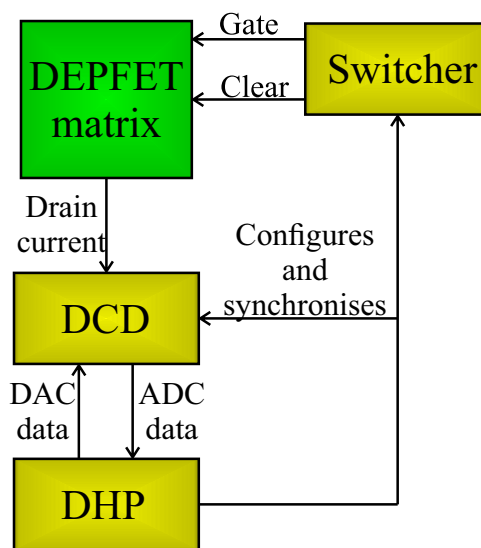 Gate
DEPFET
matrix
Switcher
Clear
Drain
current
Configures
and
synchronises
DCD
DAC
data
ADC
data
DHP